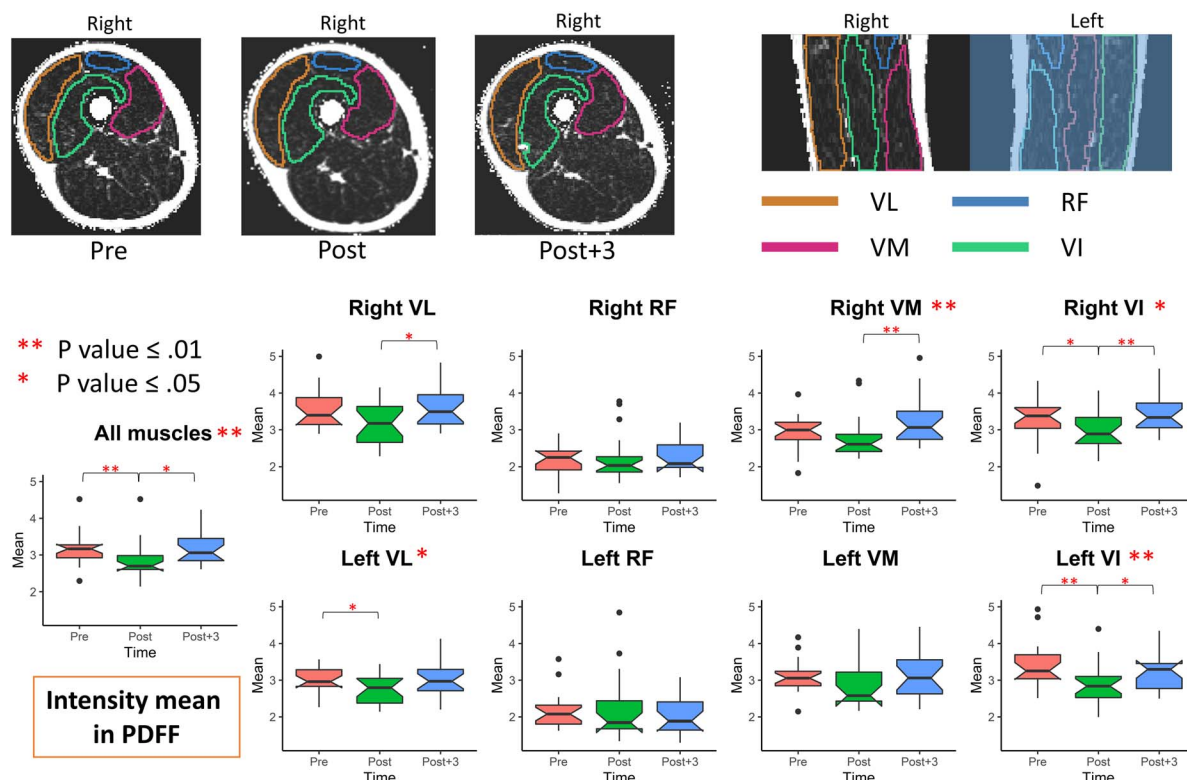 Right
Right
Right
Right
Left
Pre
Post
Post+3
VL
RF
VM
VI
** P value ≤ .01
* P value ≤ .05
All muscles **
** *
5
4
3
2
Mean
Pre Post Post+3
Time
Intensity mean
in PDFF
Right VL
*
5
4
3
2
Mean
Pre Post Post+3
Time
Right RF
5
4
3
2
Mean
Pre Post Post+3
Time
Right VM **
**
5
4
3
2
Mean
Pre Post Post+3
Time
Right VI *
* **
5
4
3
2
Mean
Pre Post Post+3
Time
Left VL *
*
5
4
3
2
Mean
Pre Post Post+3
Time
Left RF
5
4
3
2
Mean
Pre Post Post+3
Time
Left VM
5
4
3
2
Mean
Pre Post Post+3
Time
Left VI **
** *
5
4
3
2
Mean
Pre Post Post+3
Time